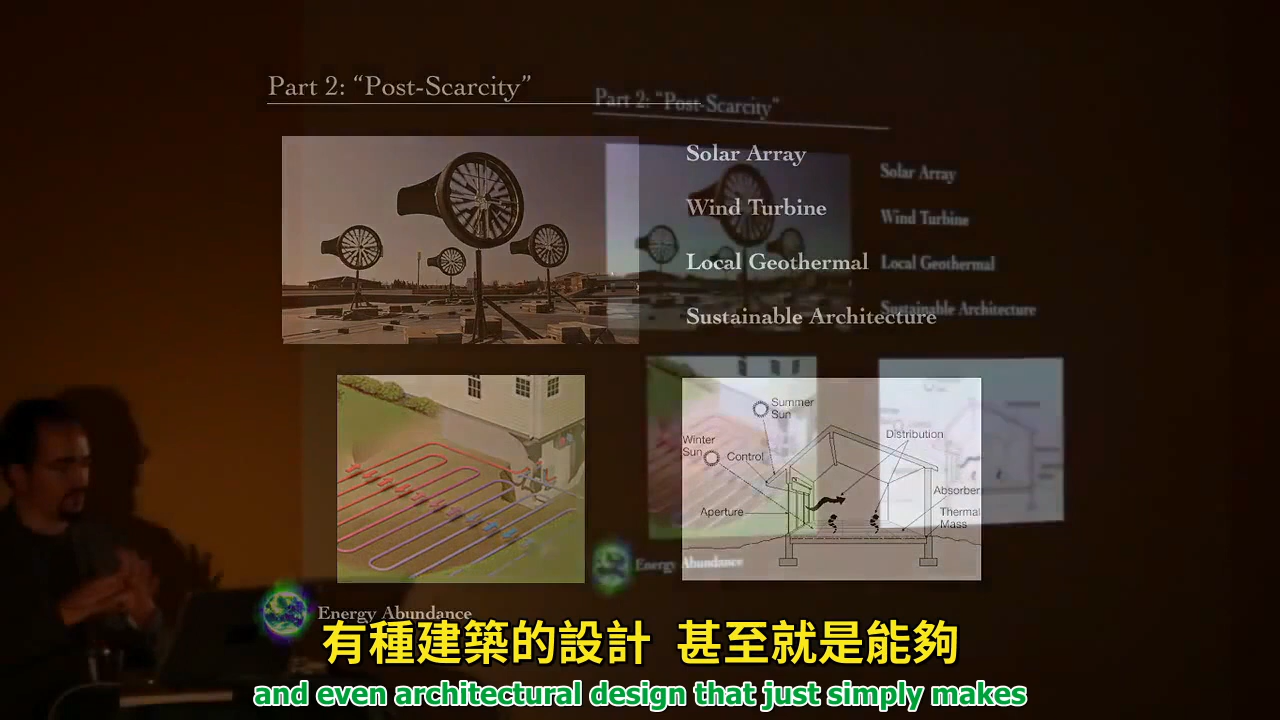 Part 2: “Post-Scarcity”
Part 2: “Post-Scarcity”
Solar Array
Wind Turbine
Local Geothermal
Sustainable Architecture
Solar Array
Wind Turbine
Local Geothermal
Sustainable Architecture
Summer
Sun
Winter
Sun
Control
Distribution
Aperture
Absorber
Thermal
Mass
Energy Abundance
Energy Abundance
有種建築的設計 甚至就是能夠
and even architectural design that just simply makes